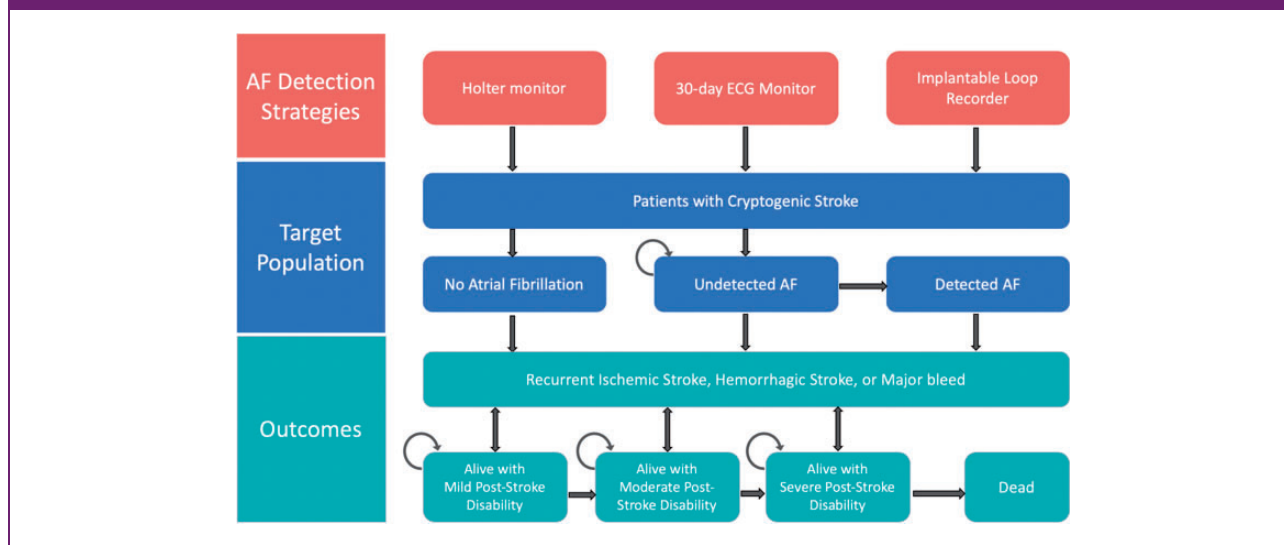 AF Detection
Strategies
Holter monitor
30-day ECG Monitor
Implantable Loop
Recorder
Target
Population
Patients with Cryptogenic Stroke
No Atrial Fibrillation
Undetected AF
Detected AF
Outcomes
Recurrent Ischemic Stroke, Hemorrhagic Stroke, or Major bleed
Alive with
Mild Post-Stroke
Disability
Alive with
Moderate Post-
Stroke Disability
Alive with
Severe Post-Stroke
Disability
Dead